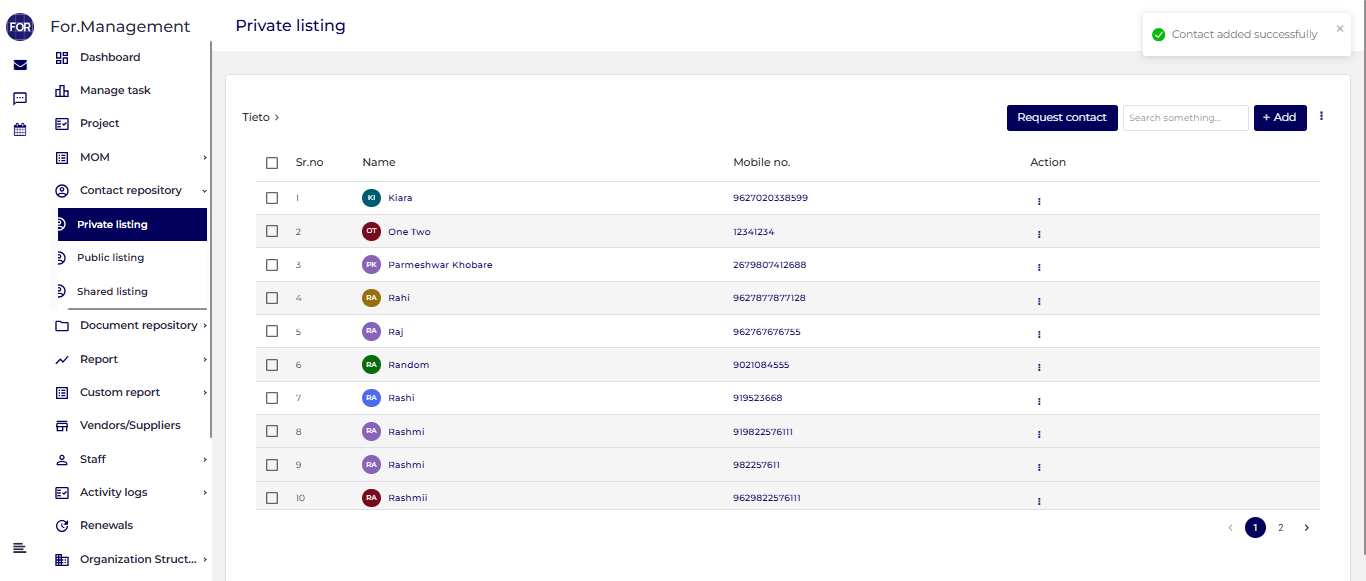 FOR
For.Management
Private listing
Contact added successfully
Dashboard
Manage task
Project
MOM
Contact repository
Private listing
Public listing
Shared listing
Document repository
Report
Custom report
Vendors/Suppliers
Staff
Activity logs
Renewals
Organization Struct...
Tieto >
Request contact
Search something...
+ Add
Sr.no Name Mobile no. Action
1 KI Kiara 9627020338599
2 OT One Two 12341234
3 PK Parmeshwar Khobare 2679807412688
4 RA Rahi 9627877877128
5 RA Raj 962767676755
6 RA Random 9021084555
7 RA Rashi 919523668
8 RA Rashmi 919822576111
9 RA Rashmi 982257611
10 RA Rashmii 9629822576111
< 1 2 >